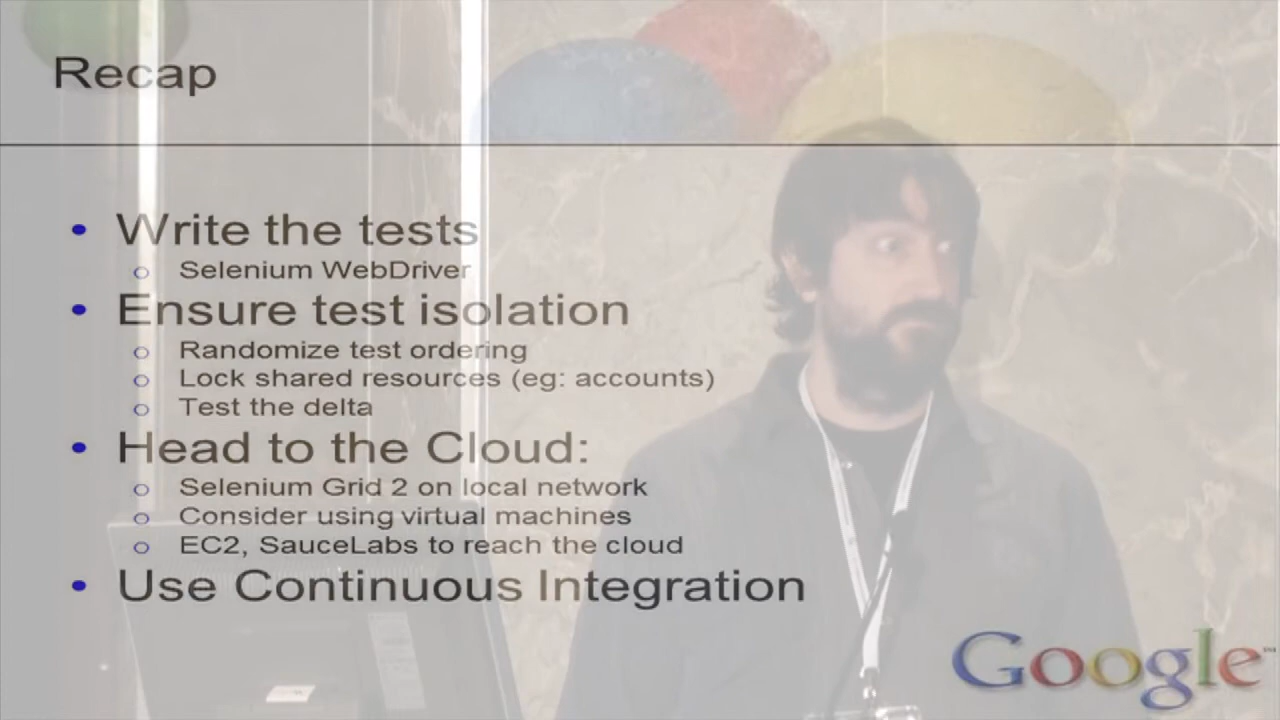 Recap
• Write the tests
o Selenium WebDriver
• Ensure test isolation
o Randomize test ordering
o Lock shared resources (eg: accounts)
o Test the delta
• Head to the Cloud:
o Selenium Grid 2 on local network
o Consider using virtual machines
o EC2, SauceLabs to reach the cloud
• Use Continuous Integration
Google™